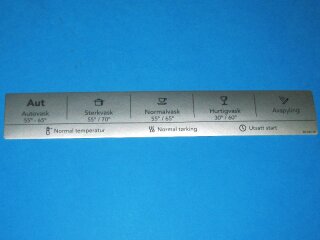 Aut
Autovask Sterkvask Normalvask Hurtigvask Avspyling
55° - 65° 55° / 70° 55° / 65° 30° / 60°
Normal temperatur Normal tørking Utsatt start